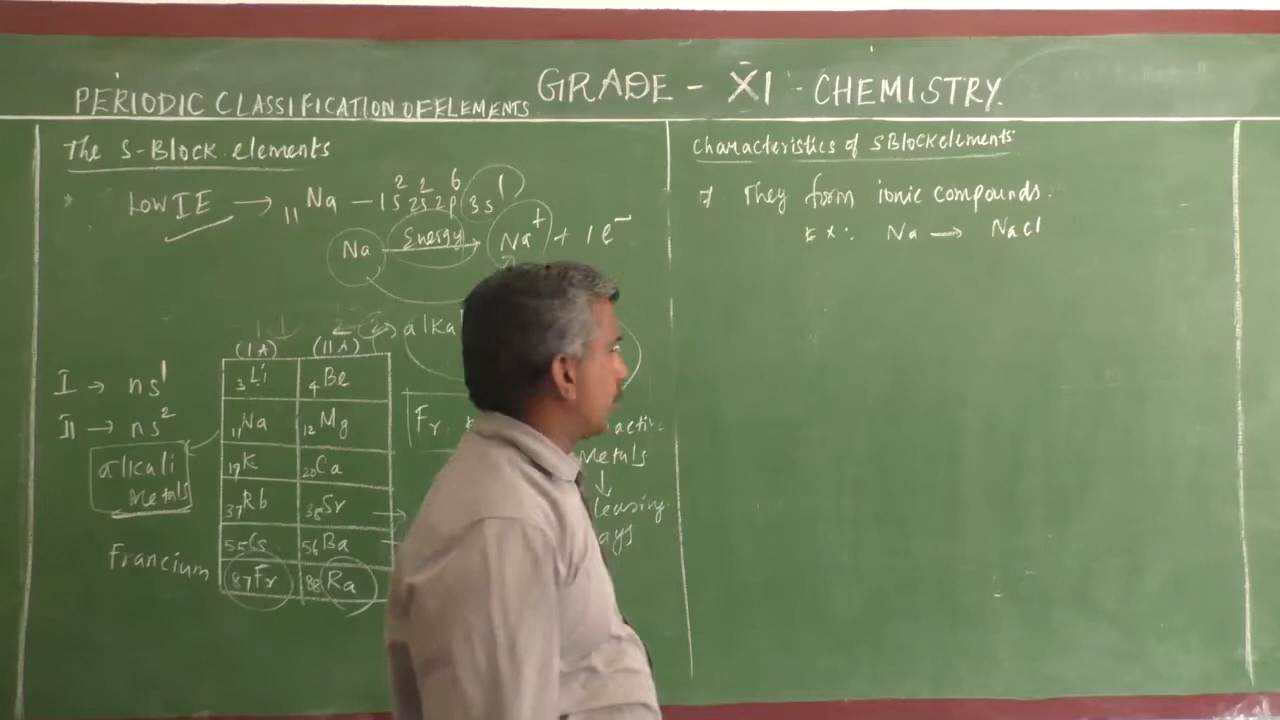 GRADE - XI - CHEMISTRY.
PERIODIC CLASSIFICATION OF ELEMENTS
The S-Block elements
Low IE → 11Na - 1s² 2s² 2p⁶ 3s¹
Na Energy → Na⁺ + 1e⁻
1 2 → alka
(I A) (II A)
3Li 4Be
11Na 12Mg
19K 20Ca
37Rb 38Sr →
55Cs 56Ba
87Fr 88Ra
I → ns¹
II → ns²
alkali
Metals
Francium
Fr.
active
Metals
↓
leasing
ays
Characteristics of S Block elements
They form ionic compounds.
Ex: Na → NaCl